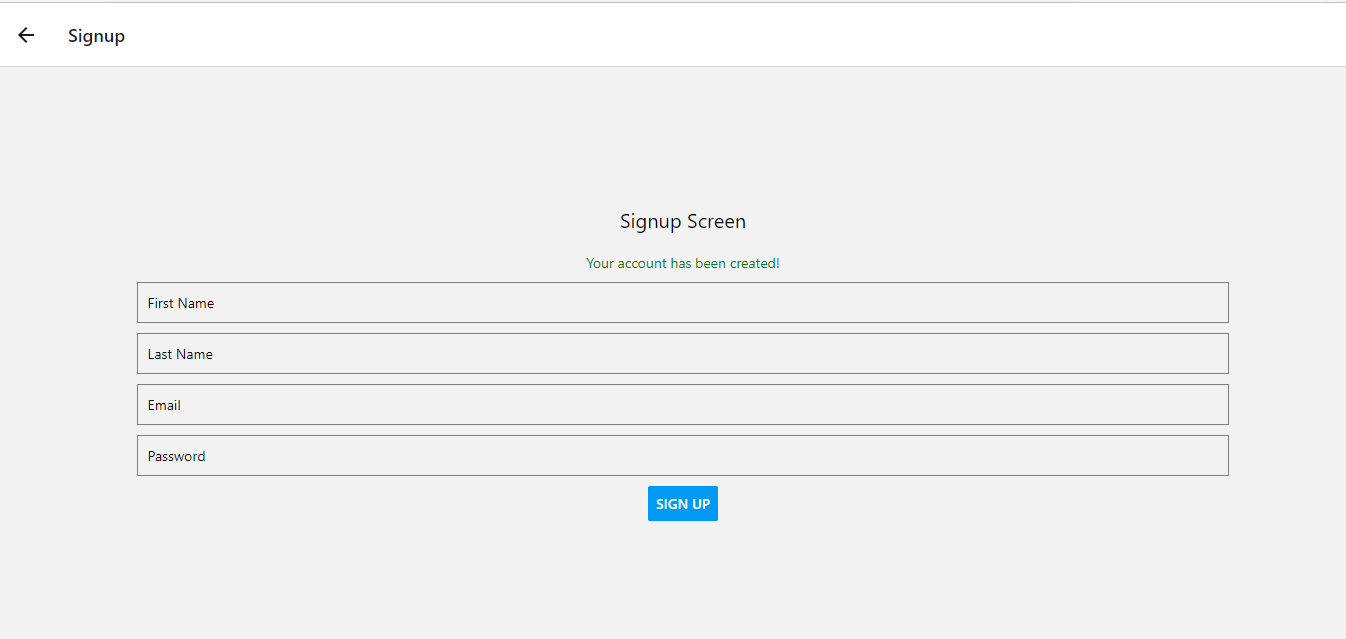 Signup
Signup Screen
Your account has been created!
First Name
Last Name
Email
Password
SIGN UP